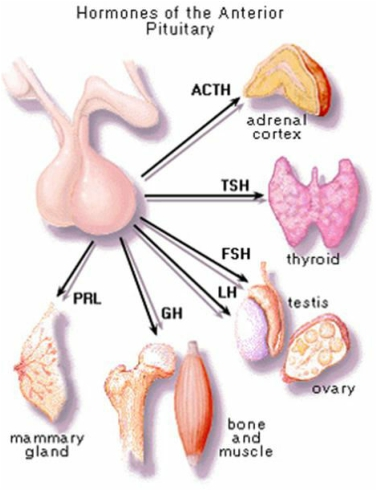 Hormones of the Anterior
Pituitary
ACTH
adrenal
cortex
TSH
thyroid
FSH
LH
testis
ovary
PRL
GH
mammary
gland
bone
and
muscle